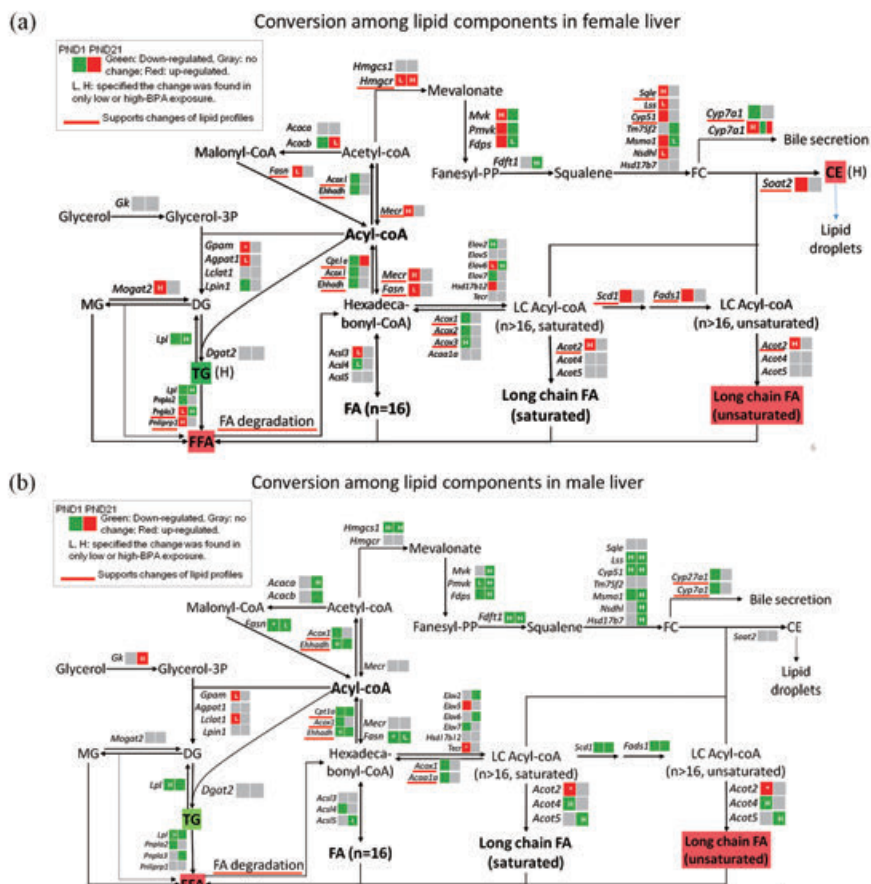 (a)
Conversion among lipid components in female liver
PND1 PND21
Green: Down-regulated, Gray: no
change; Red: up-regulated.
L, H: specified the change was found in
only low or high-BPA exposure.
Supports changes of lipid profiles
Hmgcs1
Hmgcr L H
Mevalonate
Mvk H
Pmvk L
Fdps L
Fanesyl-PP
Fdft1 H
Squalene
Sqle H
Lss L
Cyp51
Tm7sf2
Msmo1 L
Nsdhl L
Hsd17b7
FC
Cyp7a1
Cyp7a1 H
Bile secretion
Soat2
CE (H)
Lipid
droplets
Acaca
Acacb L
Malonyl-CoA
Acetyl-coA
Fasn L
Acox1
Ehhadh
Mecr H
Gk
Glycerol
Glycerol-3P
Acyl-coA
Gpam *
Agpat1 L
Lclat1
Lpin1
Mogat2 H
MG
DG
Cpt1a
Acox1
Ehhadh
Mecr H
Fasn L
Elov2 H
Elov5
Elov6 L H
Elov7
Hsd17b12
Tecr
Hexadeca-
bonyl-CoA)
Acox1
Acox2
Acox3 H
Acaa1a
LC Acyl-coA
(n>16, saturated)
Scd1
Fads1
LC Acyl-coA
(n>16, unsaturated)
Lpl H
Dgat2
TG (H)
Acsl3 L
Acsl4 L
Acsl5
Acot2 H
Acot4
Acot5
Acot2 H
Acot4
Acot5
Lpl H
Pnpla2
Pnpla3 L H
Pnliprp1 H
FFA
FA degradation
FA (n=16)
Long chain FA
(saturated)
Long chain FA
(unsaturated)
6
(b)
Conversion among lipid components in male liver
PND1 PND21
Green: Down-regulated, Gray: no
change; Red: up-regulated.
L, H: specified the change was found in
only low or high-BPA exposure.
Supports changes of lipid profiles
Hmgcs1 H H
Hmgcr
Mevalonate
Mvk H
Pmvk L H
Fdps H
Fanesyl-PP
Fdft1 H H
Squalene
Sqle
Lss H H
Cyp51 H H
Tm7sf2
Msmo1 H
Nsdhl H
Hsd17b7 H
FC
Cyp27a1
Cyp7a1
Bile secretion
Soat2
CE
Lipid
droplets
Acaca H
Acacb
Malonyl-CoA
Acetyl-coA
Fasn * L
Acox1
Ehhadh *
Mecr
Gk H
Glycerol
Glycerol-3P
Acyl-coA
Gpam L
Agpat1
Lclat1 L
Lpin1
Mogat2
MG
DG
Cpt1a
Acox1
Ehhadh *
Mecr
Fasn * L
Elov2
Elov5
Elov6
Elov7
Hsd17b12
Tecr *
Hexadeca-
bonyl-CoA)
Acox1
Acaa1a
LC Acyl-coA
(n>16, saturated)
Scd1
Fads1
LC Acyl-coA
(n>16, unsaturated)
Lpl H
Dgat2
TG
Acsl3
Acsl4
Acsl5 L
Acot2 *
Acot4 H
Acot5 H
Acot2 *
Acot4 H
Acot5 H
Lpl H
Pnpla2
Pnpla3
Pnliprp1
FFA
FA degradation
FA (n=16)
Long chain FA
(saturated)
Long chain FA
(unsaturated)